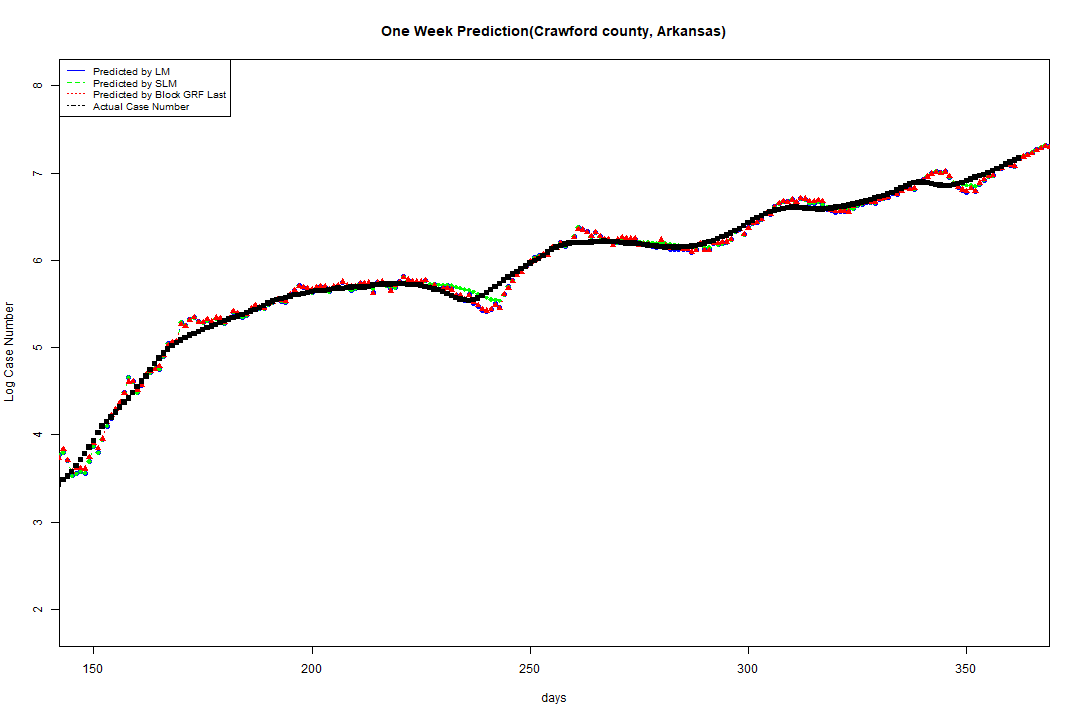 One Week Prediction(Crawford county, Arkansas)
Predicted by LM
Predicted by SLM
Predicted by Block GRF Last
Actual Case Number
8
7
6
5
4
3
2
Log Case Number
150 200 250 300 350
days